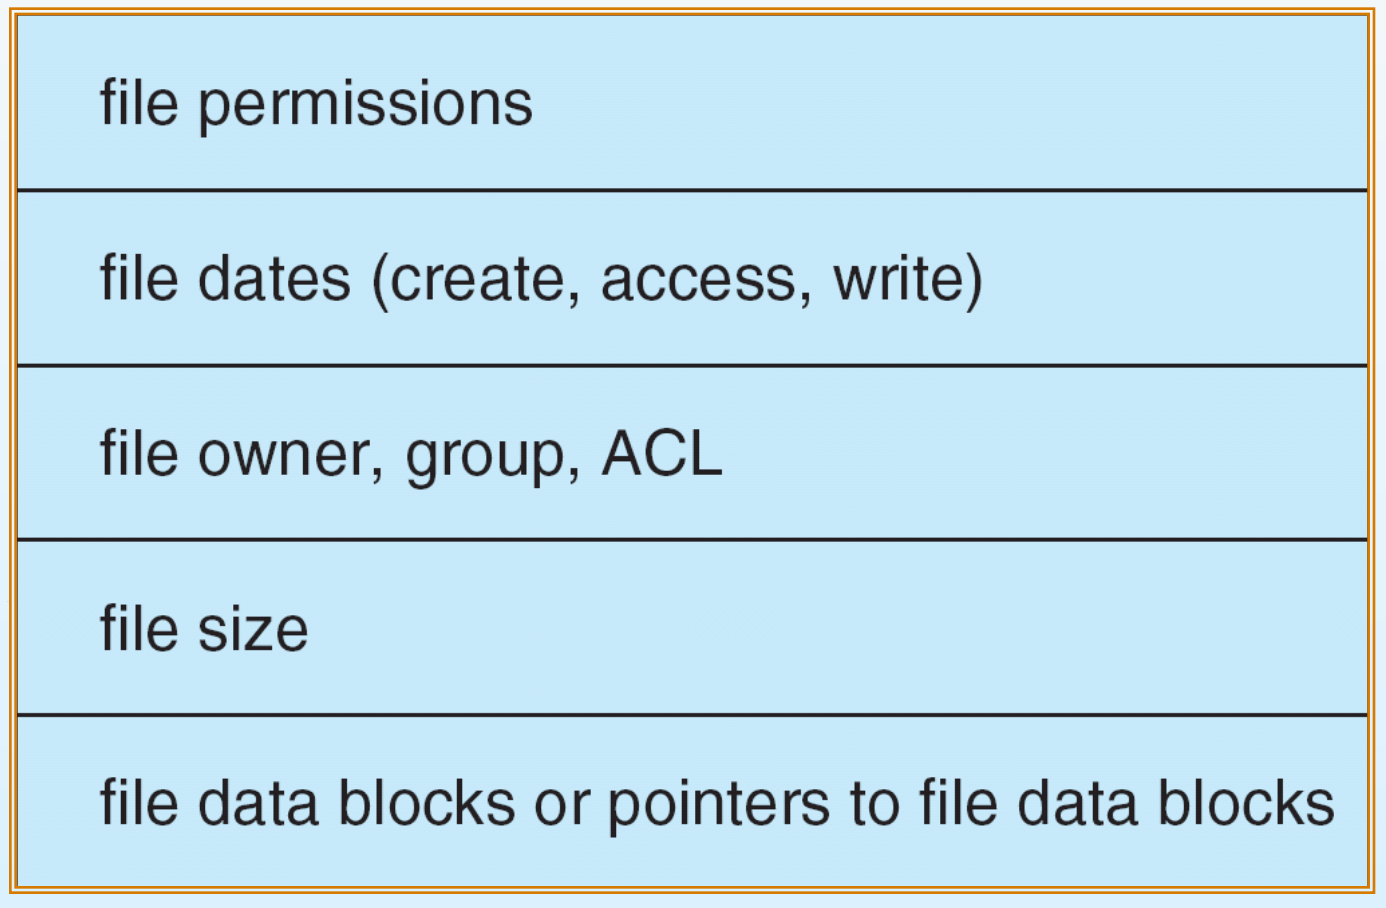 file permissions
file dates (create, access, write)
file owner, group, ACL
file size
file data blocks or pointers to file data blocks